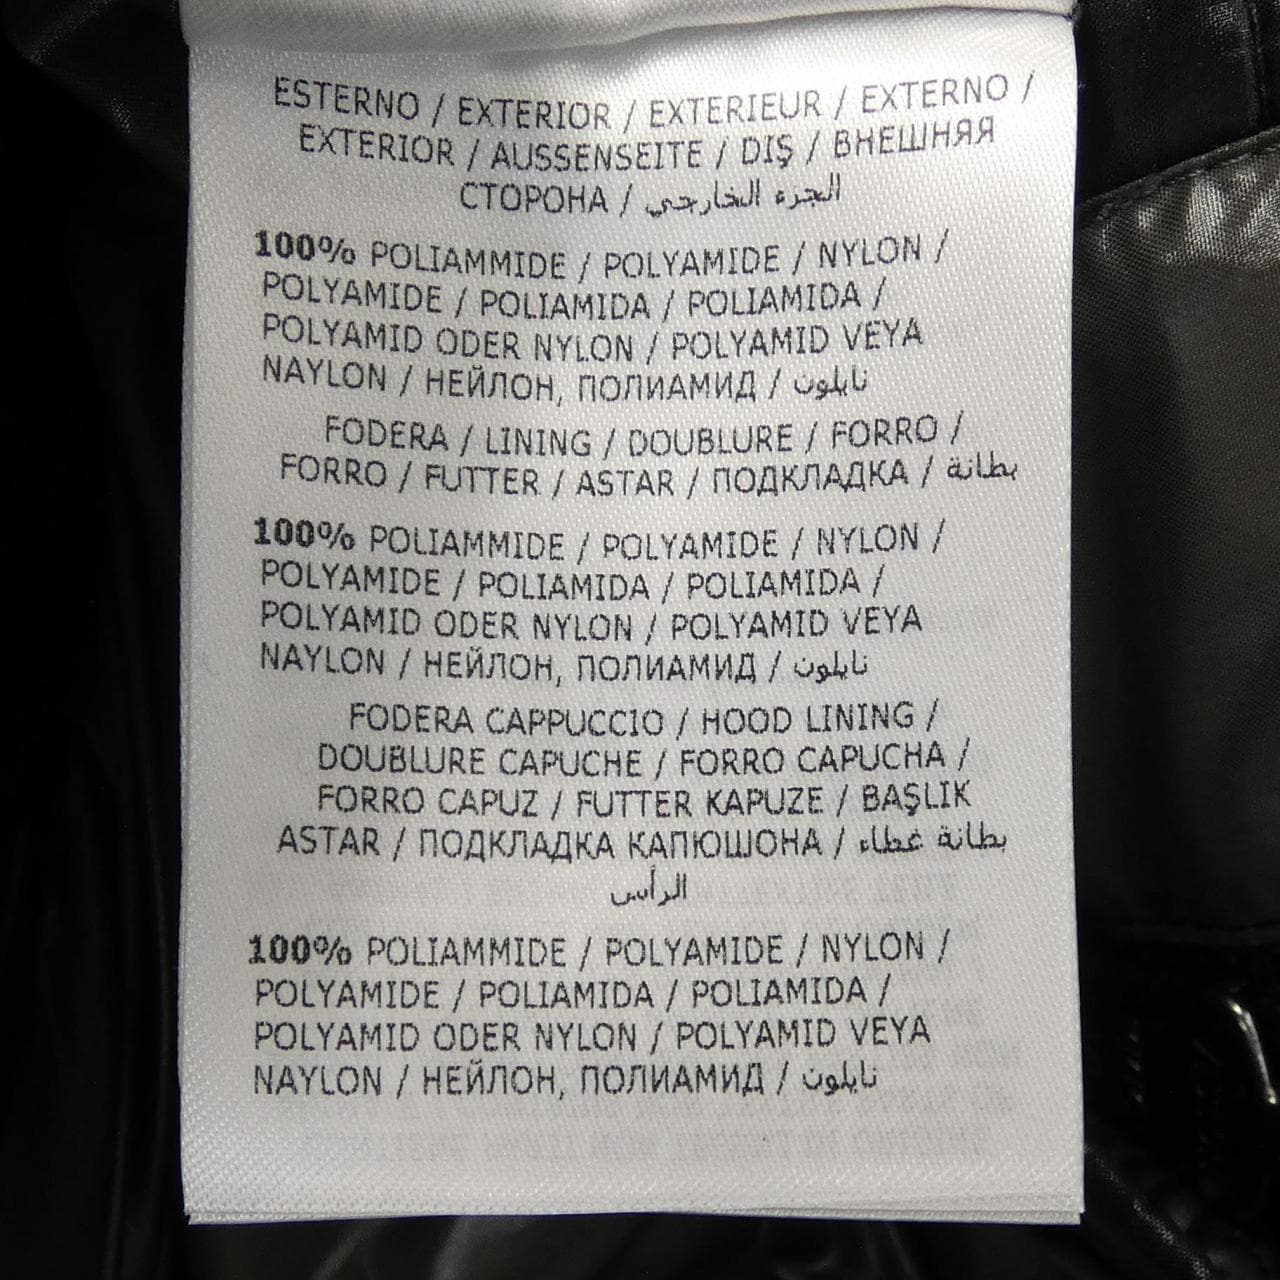 ESTERNO / EXTERIOR / EXTERIEUR / EXTERNO /
EXTERIOR / AUSSENSEITE / DIŞ / ВНЕШНЯЯ
СТОРОНА / الجزء الخارجي
100% POLIAMMIDE / POLYAMIDE / NYLON /
POLYAMIDE / POLIAMIDA / POLIAMIDA /
POLYAMID ODER NYLON / POLYAMID VEYA
NAYLON / НЕЙЛОН, ПОЛИАМИД / نايلون
FODERA / LINING / DOUBLURE / FORRO /
FORRO / FUTTER / ASTAR / ПОДКЛАДКА / بطانة
100% POLIAMMIDE / POLYAMIDE / NYLON /
POLYAMIDE / POLIAMIDA / POLIAMIDA /
POLYAMID ODER NYLON / POLYAMID VEYA
NAYLON / НЕЙЛОН, ПОЛИАМИД / نايلون
FODERA CAPPUCCIO / HOOD LINING /
DOUBLURE CAPUCHE / FORRO CAPUCHA /
FORRO CAPUZ / FUTTER KAPUZE / BAŞLIK
ASTAR / ПОДКЛАДКА КАПЮШОНА / بطانة غطاء
الرأس
100% POLIAMMIDE / POLYAMIDE / NYLON /
POLYAMIDE / POLIAMIDA / POLIAMIDA /
POLYAMID ODER NYLON / POLYAMID VEYA
NAYLON / НЕЙЛОН, ПОЛИАМИД / نايلون